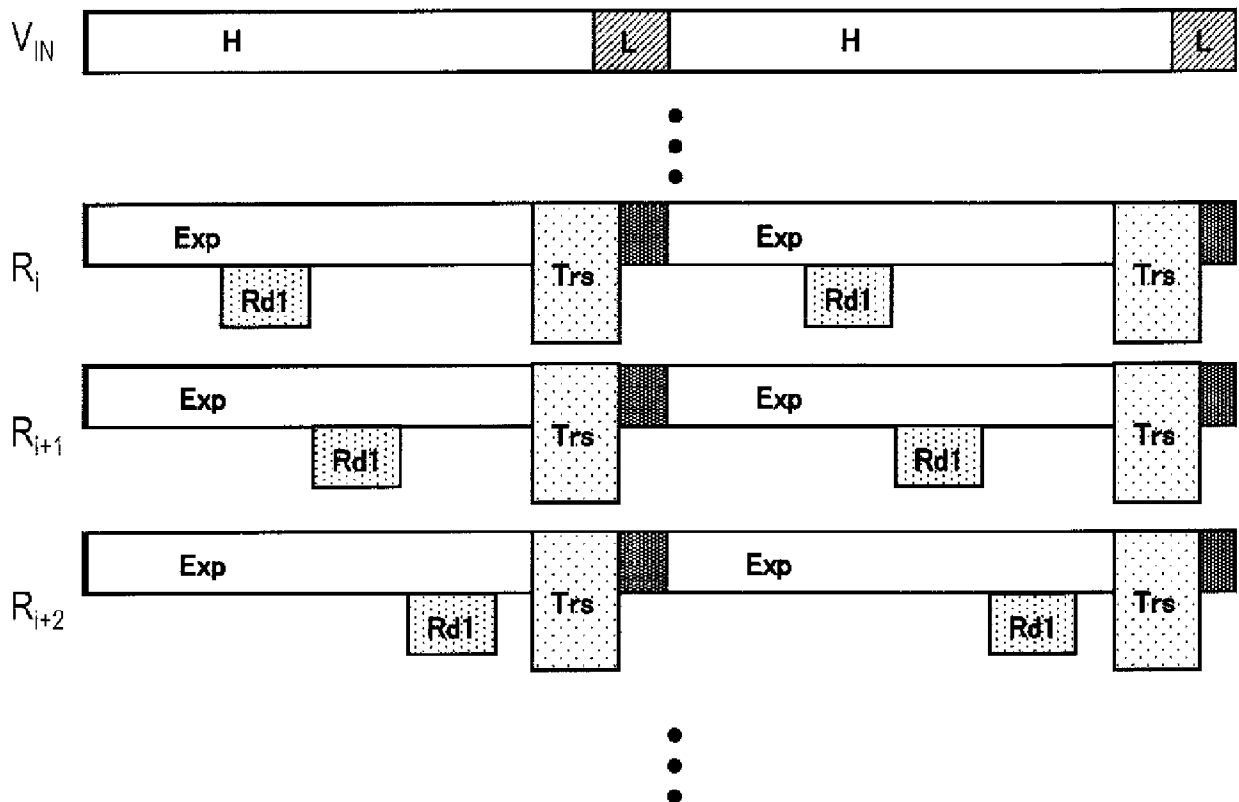 V_IN H L H L
R_i Exp Trs Exp Trs
Rd1 Rd1
R_i+1 Exp Trs Exp Trs
Rd1 Rd1
R_i+2 Exp Trs Exp Trs
Rd1 Rd1